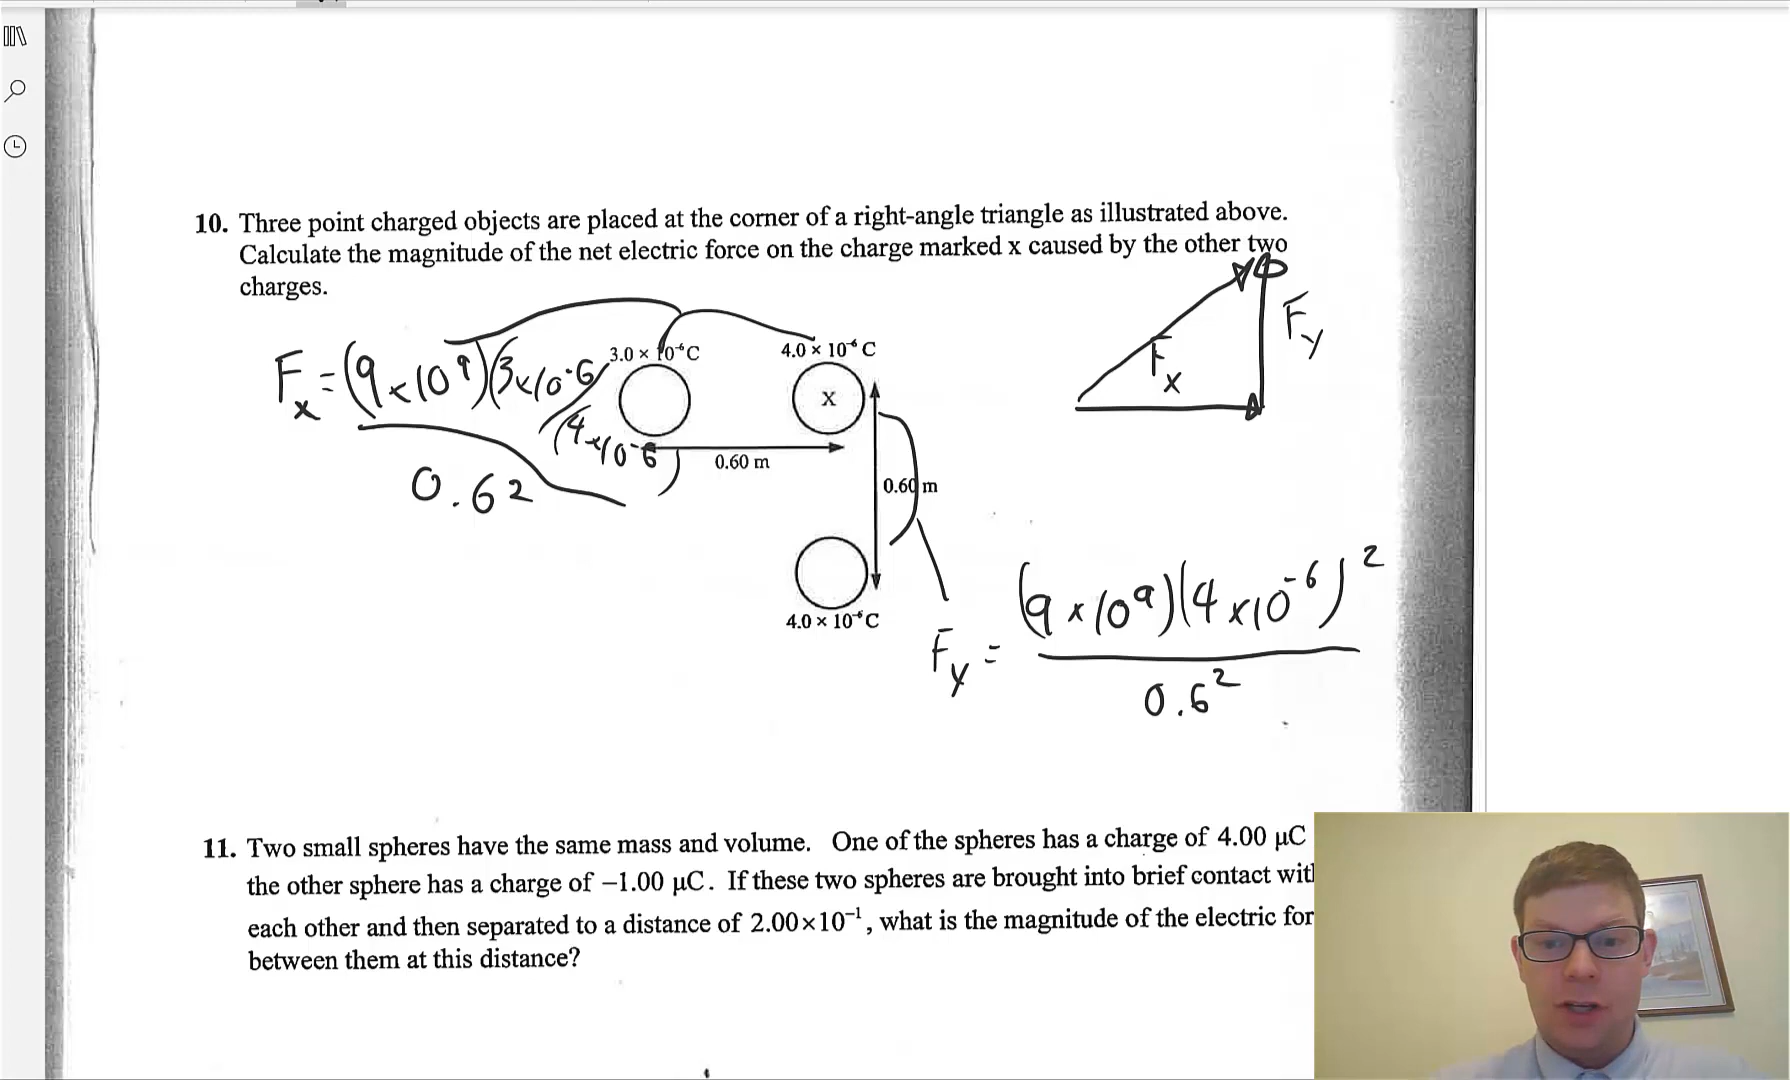 10. Three point charged objects are placed at the corner of a right-angle triangle as illustrated above.
Calculate the magnitude of the net electric force on the charge marked x caused by the other two
charges.
Fx = (9×10⁹)(3×10⁻⁶)
(4×10⁻⁶)
0.6²
3.0 × 10⁻⁶ C
4.0 × 10⁻⁶ C
x
0.60 m
0.60 m
4.0 × 10⁻⁶ C
Fx
Fy
Fy = (9×10⁹)(4×10⁻⁶)²
0.6²
11. Two small spheres have the same mass and volume. One of the spheres has a charge of 4.00 µC
the other sphere has a charge of −1.00 µC. If these two spheres are brought into brief contact wit
each other and then separated to a distance of 2.00×10⁻¹, what is the magnitude of the electric for
between them at this distance?